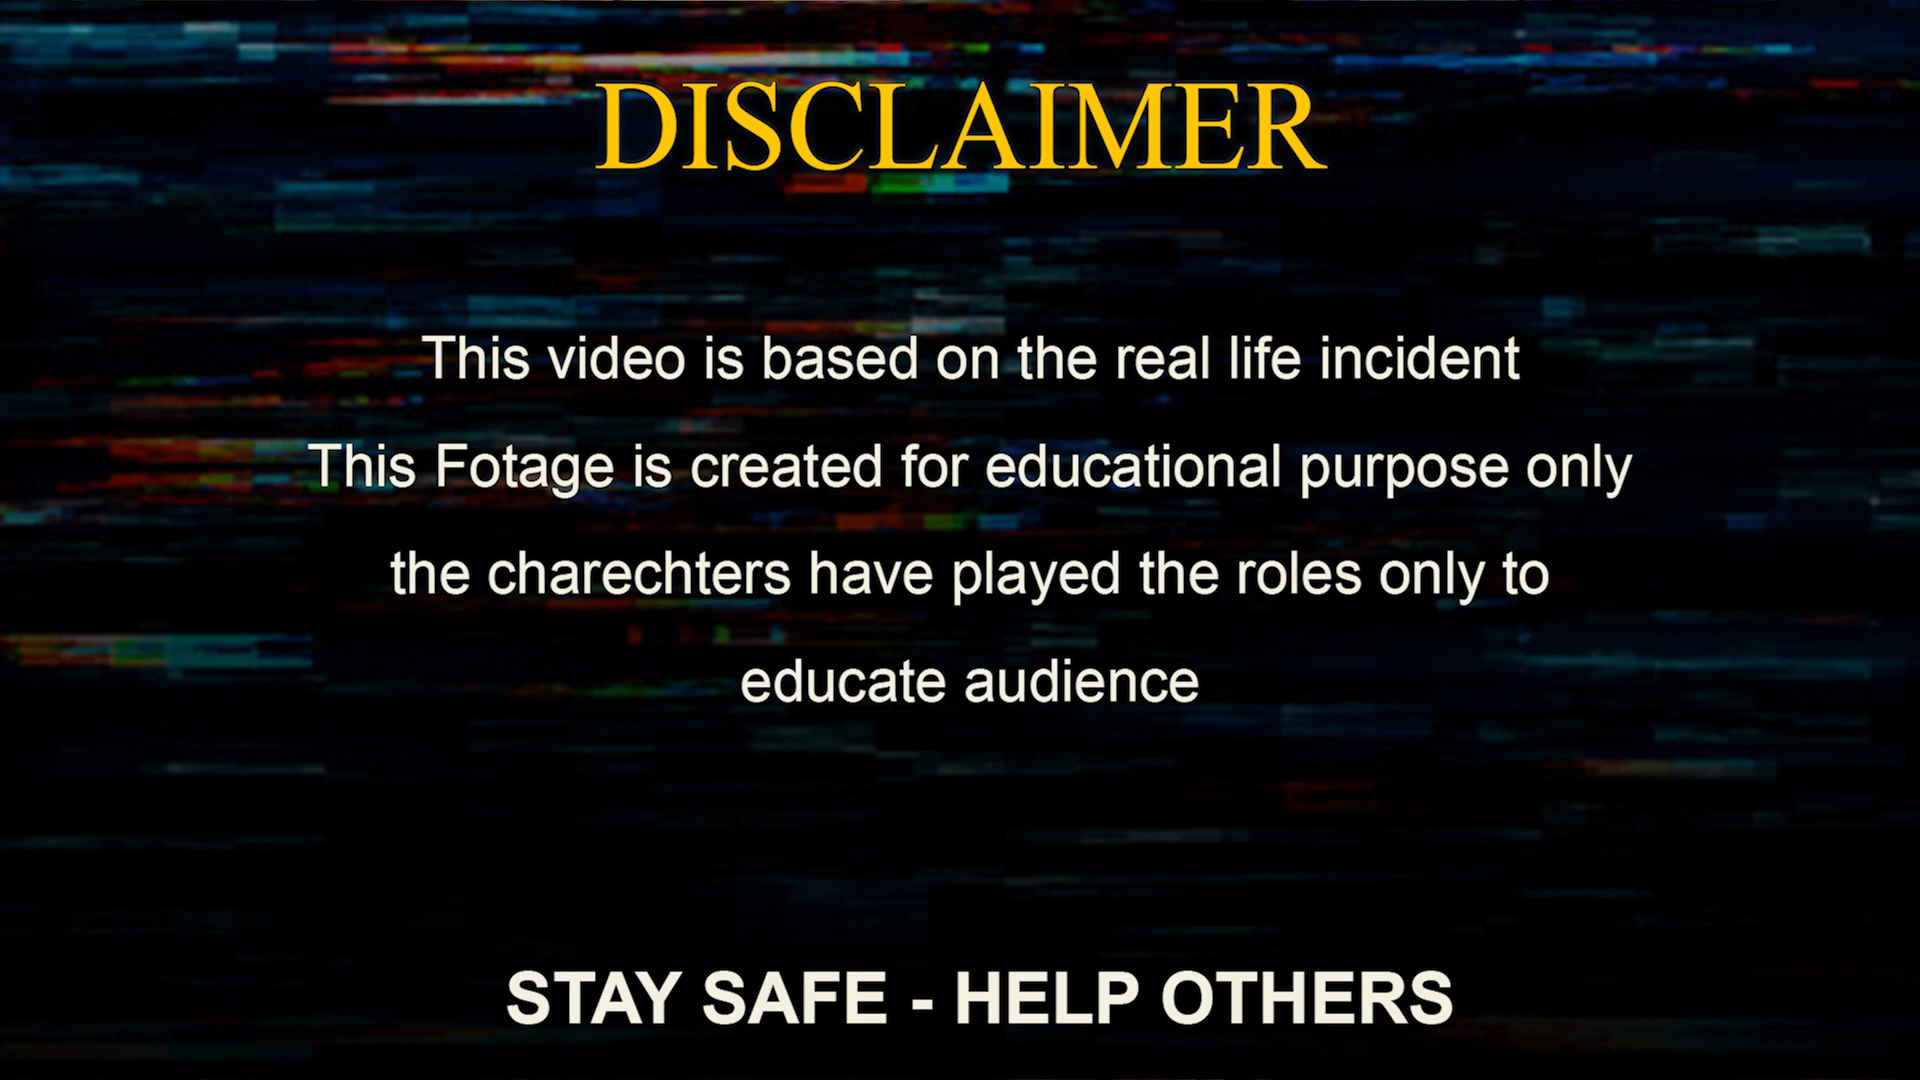 DISCLAIMER
This video is based on the real life incident
This Fotage is created for educational purpose only
the charechters have played the roles only to
educate audience
STAY SAFE - HELP OTHERS